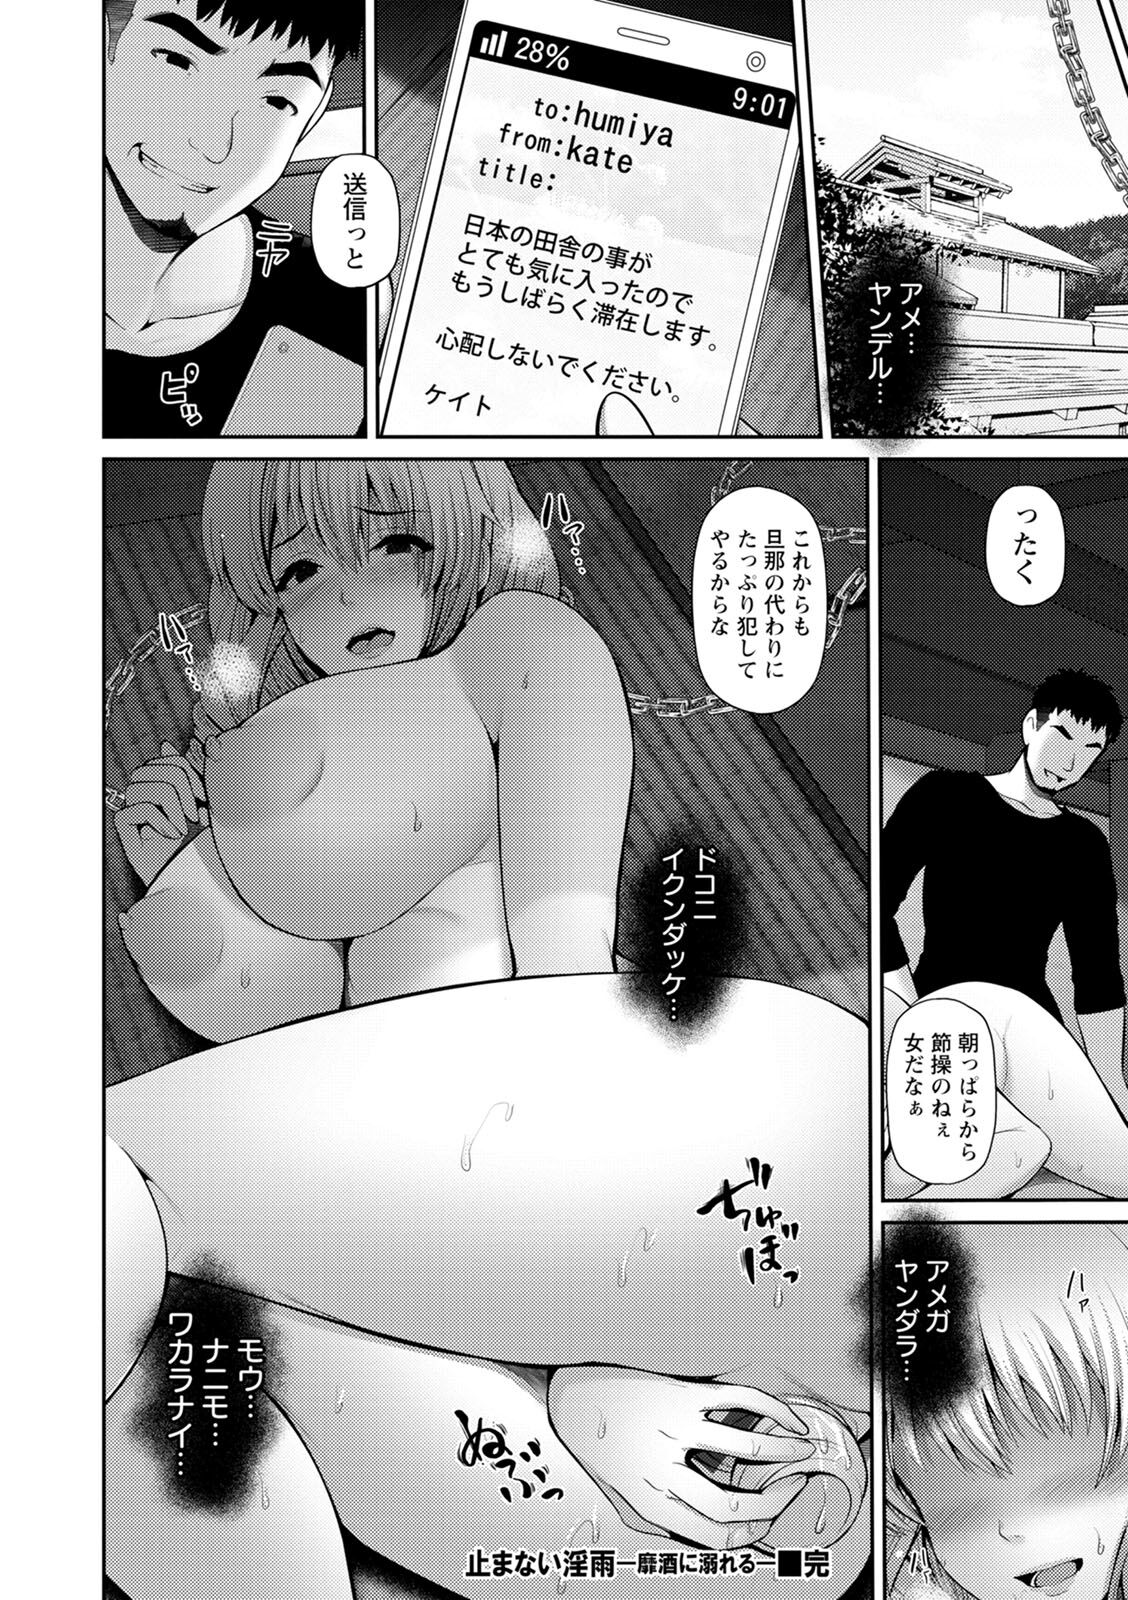 アメ…
ヤンデル…
28%
9:01
to:humiya
from:kate
title:
日本の田舎の事が
とても気に入ったので
もうしばらく滞在します。
心配しないでください。
ケイト
送信っと
ニヤ
ピッ
ったく
朝っぱらから
節操のねぇ
女だなぁ
これからも
旦那の代わりに
たっぷり犯して
やるからな
ハァ…
ハァ…
ドコニ
イクンダッケ…
ぢゅぼっ
アメガ
ヤンダラ…
ハァ
モウ…
ナニモ…
ワカラナイ…
ぬぶっ
止まない淫雨―靡酒に溺れる―■完